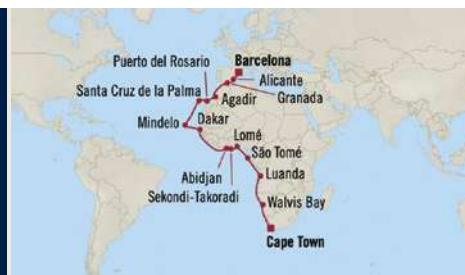 Puerto del Rosario
Barcelona
Alicante
Santa Cruz de la Palma
Granada
Agadir
Mindelo
Dakar
Lomé
São Tomé
Abidjan
Luanda
Sekondi-Takoradi
Walvis Bay
Cape Town